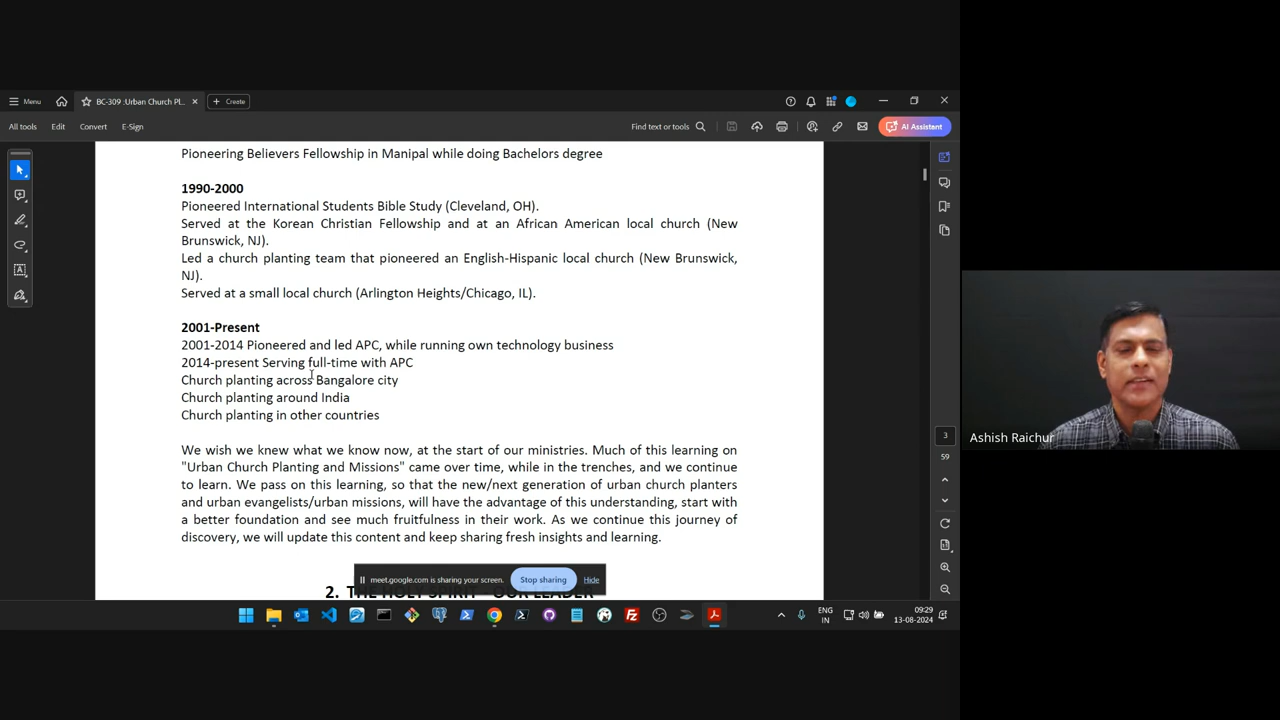 Menu
BC-309 :Urban Church Pl...
Create
All tools
Edit
Convert
E-Sign
Find text or tools
AI Assistant
Pioneering Believers Fellowship in Manipal while doing Bachelors degree
1990-2000
Pioneered International Students Bible Study (Cleveland, OH).
Served at the Korean Christian Fellowship and at an African American local church (New
Brunswick, NJ).
Led a church planting team that pioneered an English-Hispanic local church (New Brunswick,
NJ).
Served at a small local church (Arlington Heights/Chicago, IL).
2001-Present
2001-2014 Pioneered and led APC, while running own technology business
2014-present Serving full-time with APC
Church planting across Bangalore city
Church planting around India
Church planting in other countries
We wish we knew what we know now, at the start of our ministries. Much of this learning on
"Urban Church Planting and Missions" came over time, while in the trenches, and we continue
to learn. We pass on this learning, so that the new/next generation of urban church planters
and urban evangelists/urban missions, will have the advantage of this understanding, start with
a better foundation and see much fruitfulness in their work. As we continue this journey of
discovery, we will update this content and keep sharing fresh insights and learning.
2. THE HOLY SPIRIT - OUR LEADER
meet.google.com is sharing your screen.
Stop sharing
Hide
3
59
ENG
IN
09:29
13-08-2024
Ashish Raichur